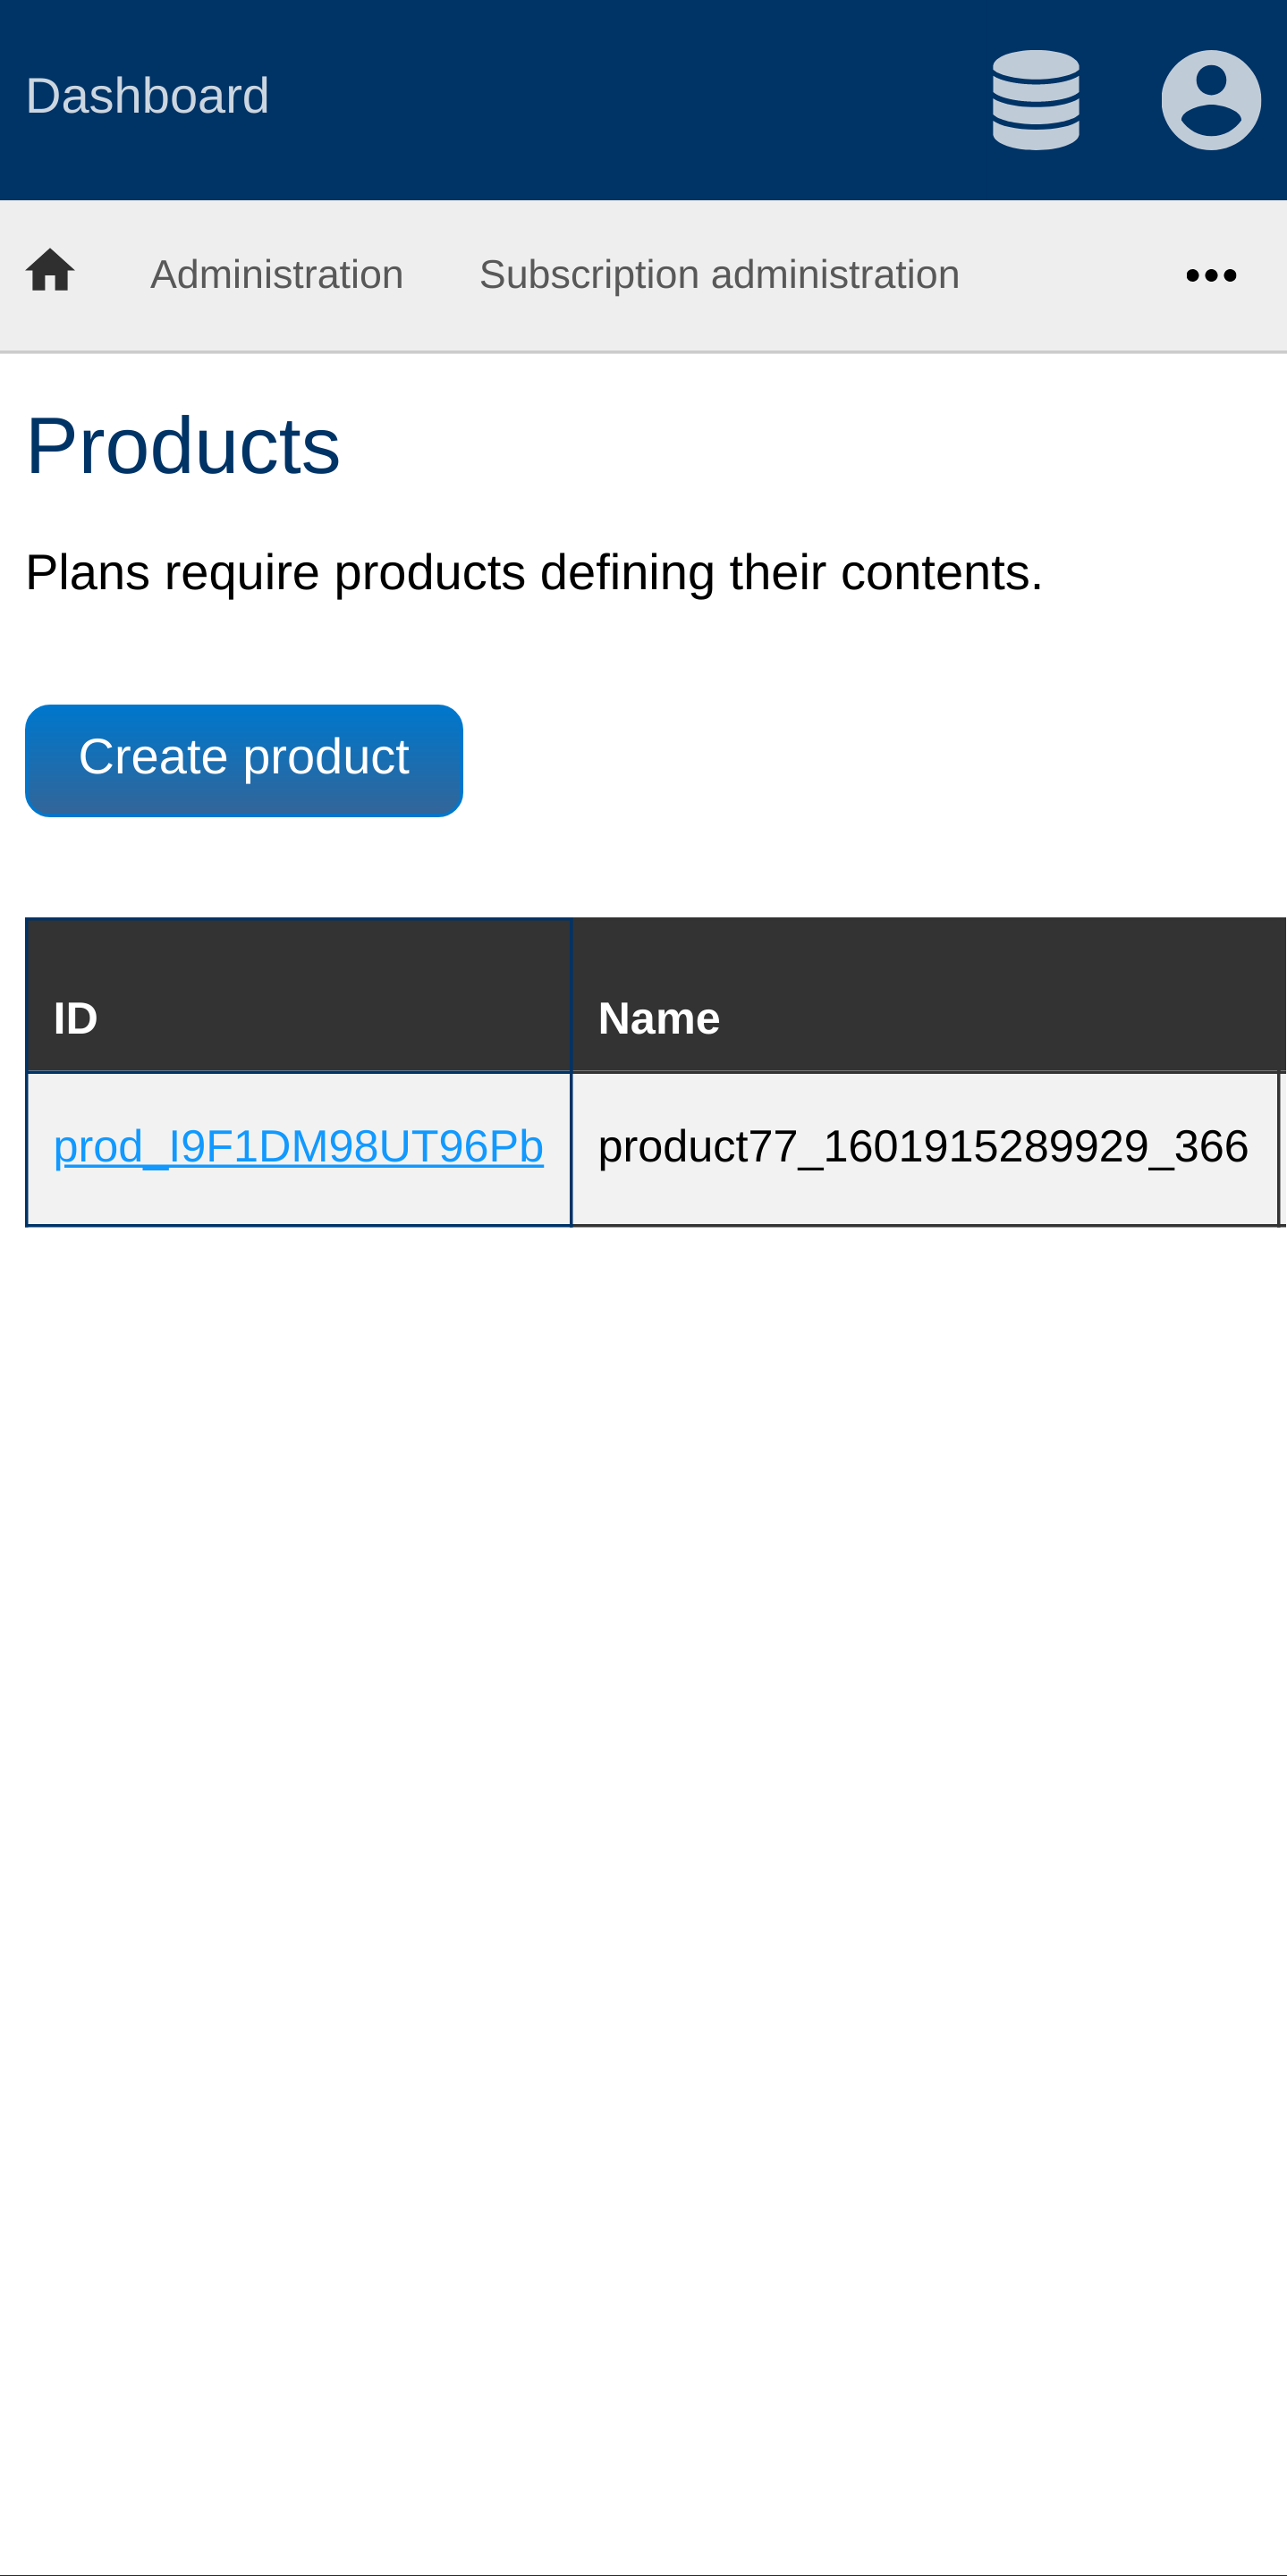 Dashboard
Administration Subscription administration
Products
Plans require products defining their contents.
Create product
ID Name
prod_I9F1DM98UT96Pb product77_1601915289929_366